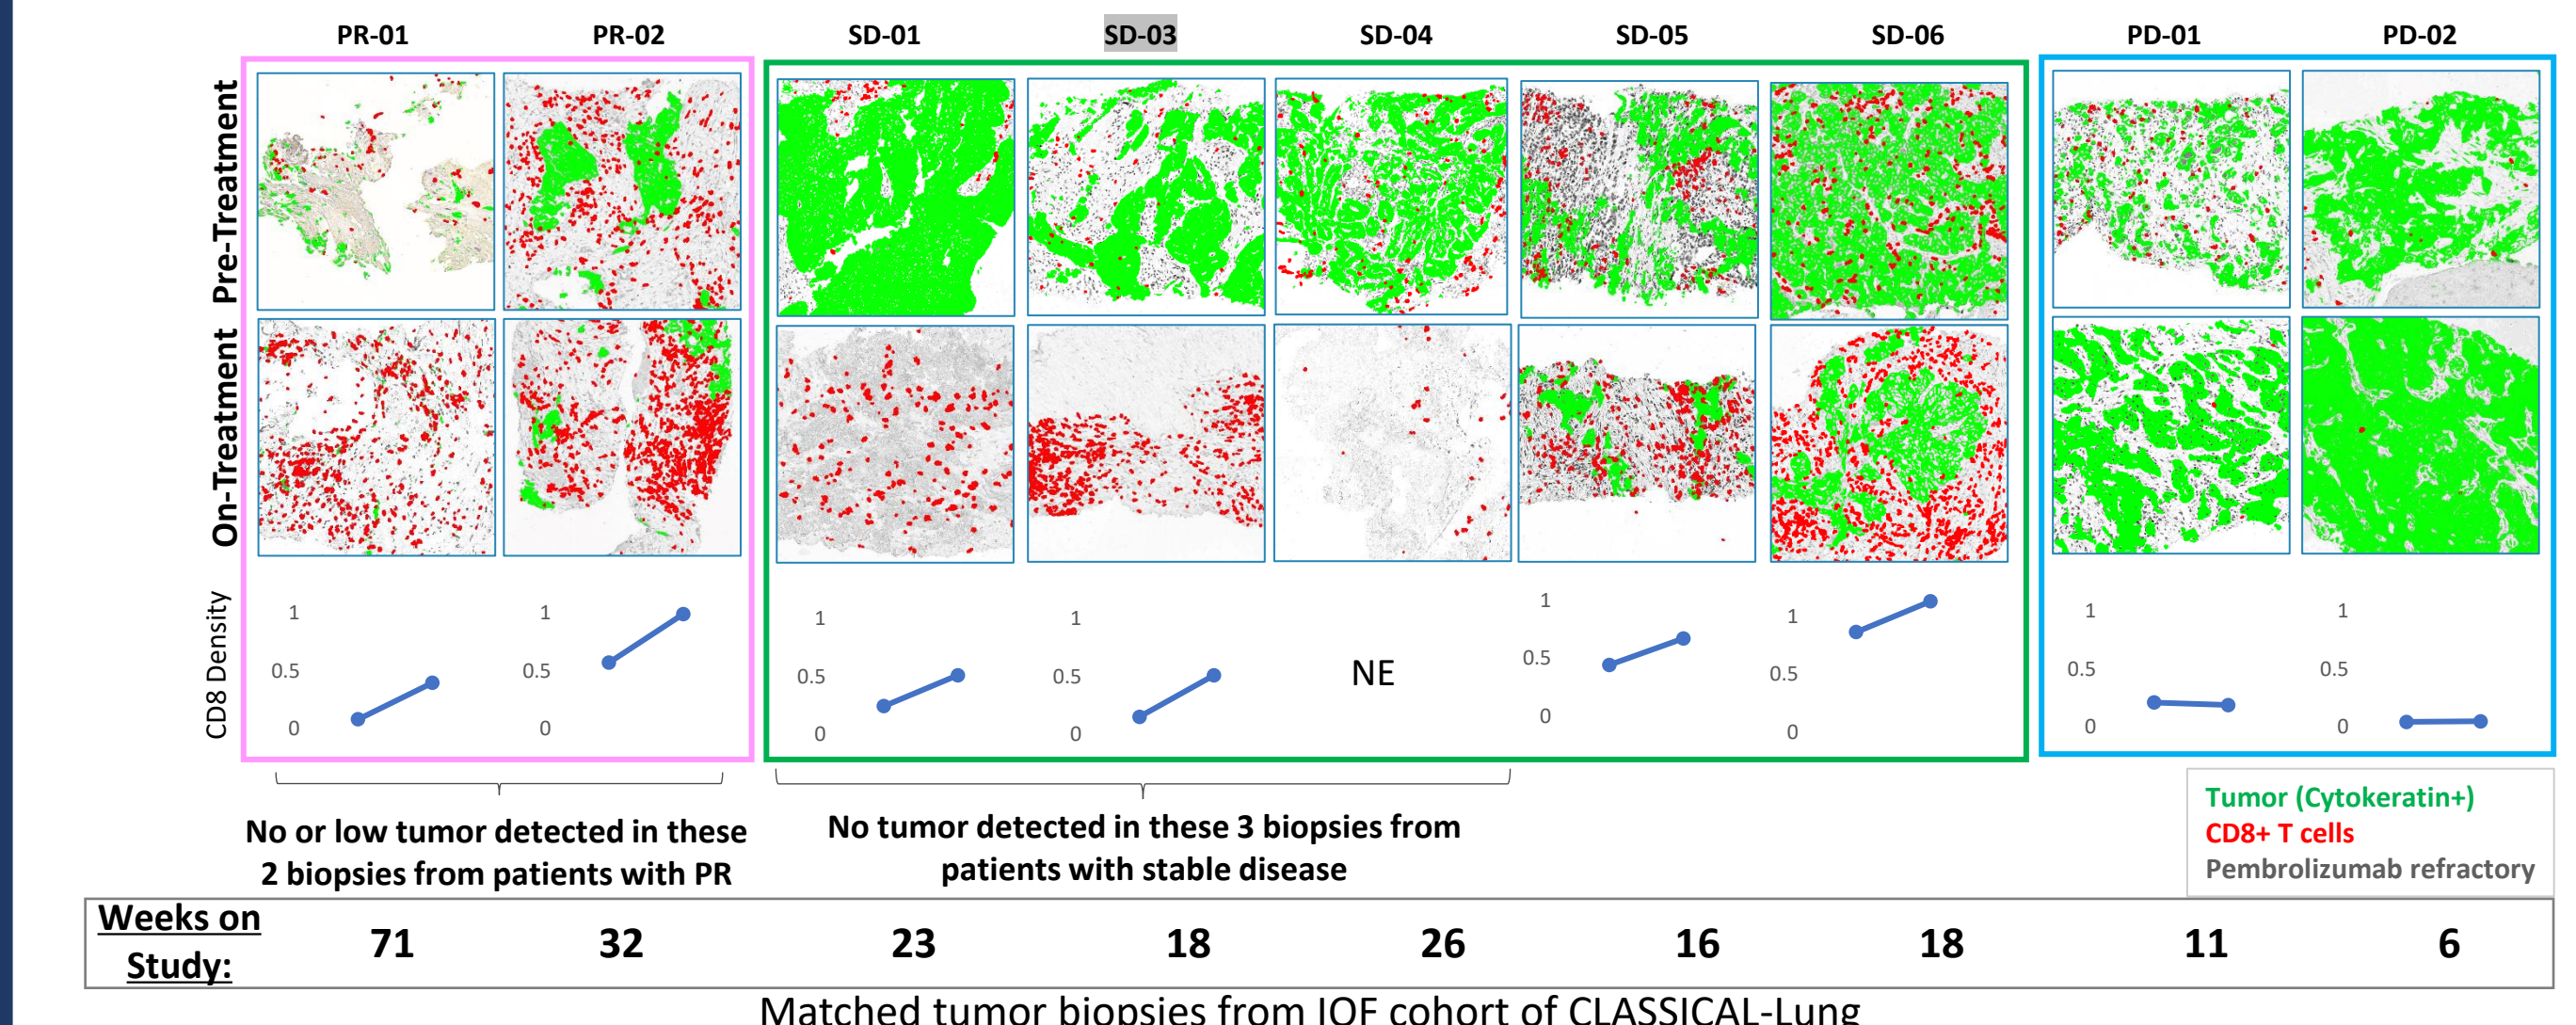 PR-01 PR-02 SD-01 SD-03 SD-04 SD-05 SD-06 PD-01 PD-02
Pre-Treatment
On-Treatment
CD8 Density
1
0.5
0
1
0.5
0
1
0.5
0
1
0.5
0
NE
1
0.5
0
1
0.5
0
1
0.5
0
1
0.5
0
No or low tumor detected in these
2 biopsies from patients with PR
No tumor detected in these 3 biopsies from
patients with stable disease
Tumor (Cytokeratin+)
CD8+ T cells
Pembrolizumab refractory
Weeks on
Study:
71 32 23 18 26 16 18 11 6
Matched tumor biopsies from IOF cohort of CLASSICAL-Lung